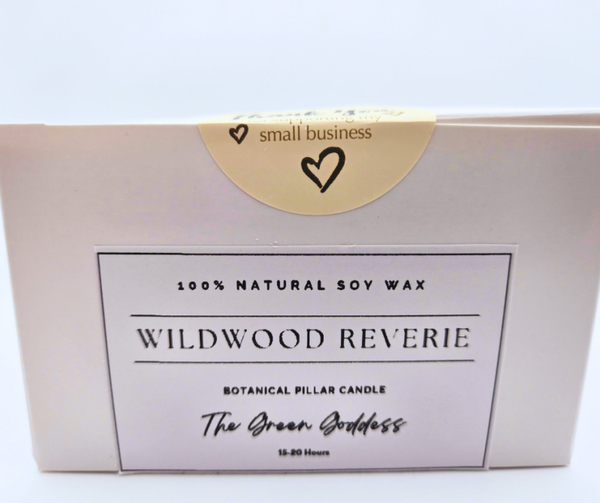 small business
100% NATURAL SOY WAX
WILDWOOD REVERIE
BOTANICAL PILLAR CANDLE
The Green Goddess
15-20 Hours